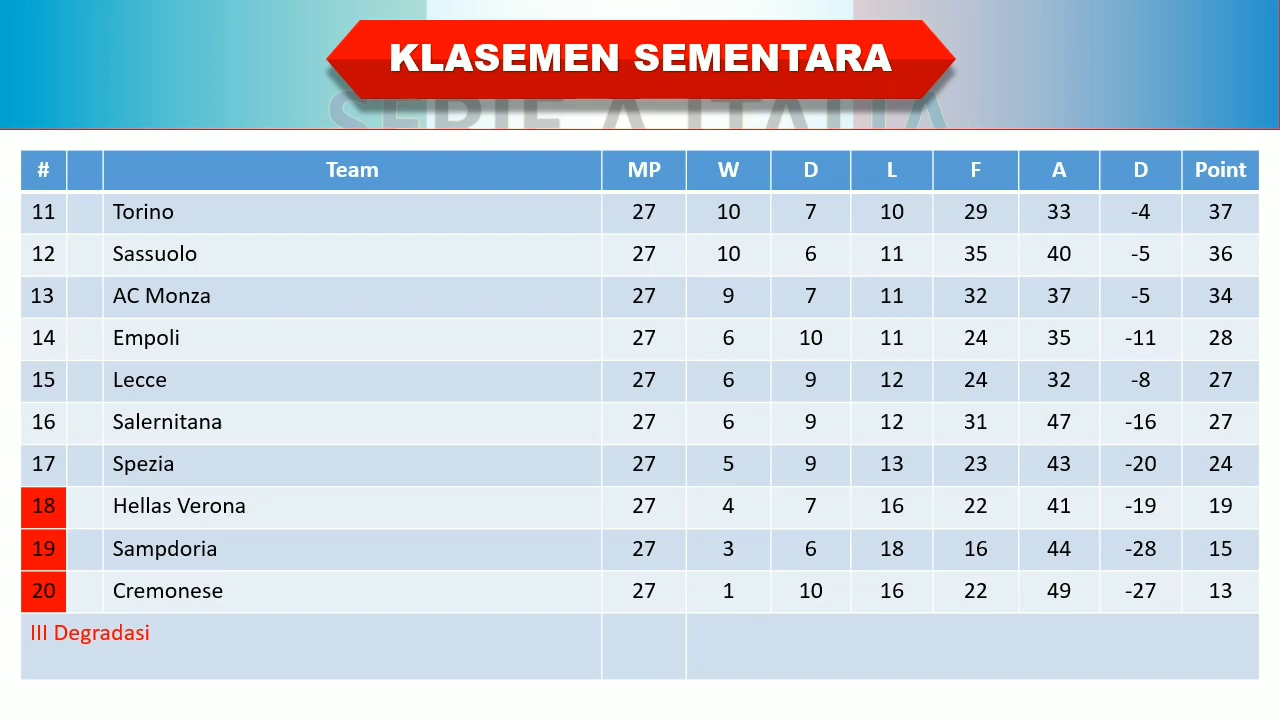 KLASEMEN SEMENTARA
SERIE A ITALIA
# Team MP W D L F A D Point
11 Torino 27 10 7 10 29 33 -4 37
12 Sassuolo 27 10 6 11 35 40 -5 36
13 AC Monza 27 9 7 11 32 37 -5 34
14 Empoli 27 6 10 11 24 35 -11 28
15 Lecce 27 6 9 12 24 32 -8 27
16 Salernitana 27 6 9 12 31 47 -16 27
17 Spezia 27 5 9 13 23 43 -20 24
18 Hellas Verona 27 4 7 16 22 41 -19 19
19 Sampdoria 27 3 6 18 16 44 -28 15
20 Cremonese 27 1 10 16 22 49 -27 13
III Degradasi